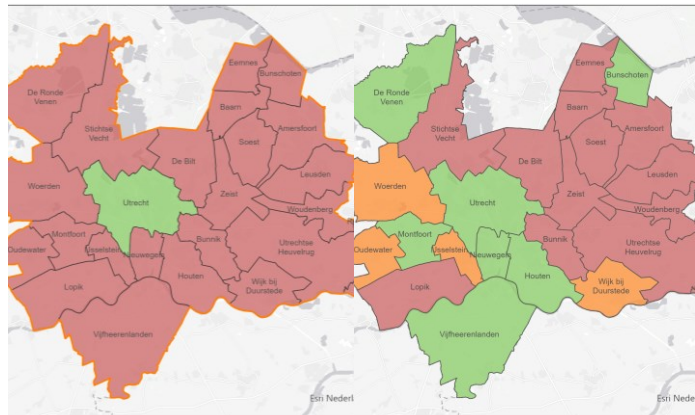 Eemnes
Bunschoten
De Ronde
Venen
Baarn
Stichtse
Vecht
Soest
Amersfoort
De Bilt
Leusden
Woerden
Zeist
Utrecht
Woudenberg
Montfoort
Oudewater
IJsselstein
Nieuwegein
Bunnik
Utrechtse
Heuvelrug
Houten
Wijk bij
Duurstede
Lopik
Vijfheerenlanden
Esri Nederl
Eemnes
Bunschoten
De Ronde
Venen
Baarn
Stichtse
Vecht
Soest
Amersfoort
De Bilt
Leusden
Woerden
Zeist
Utrecht
Woudenberg
Montfoort
Oudewater
IJsselstein
Nieuwegein
Bunnik
Utrechtse
Heuvelrug
Houten
Wijk bij
Duurstede
Lopik
Vijfheerenlanden
Esri Nederl